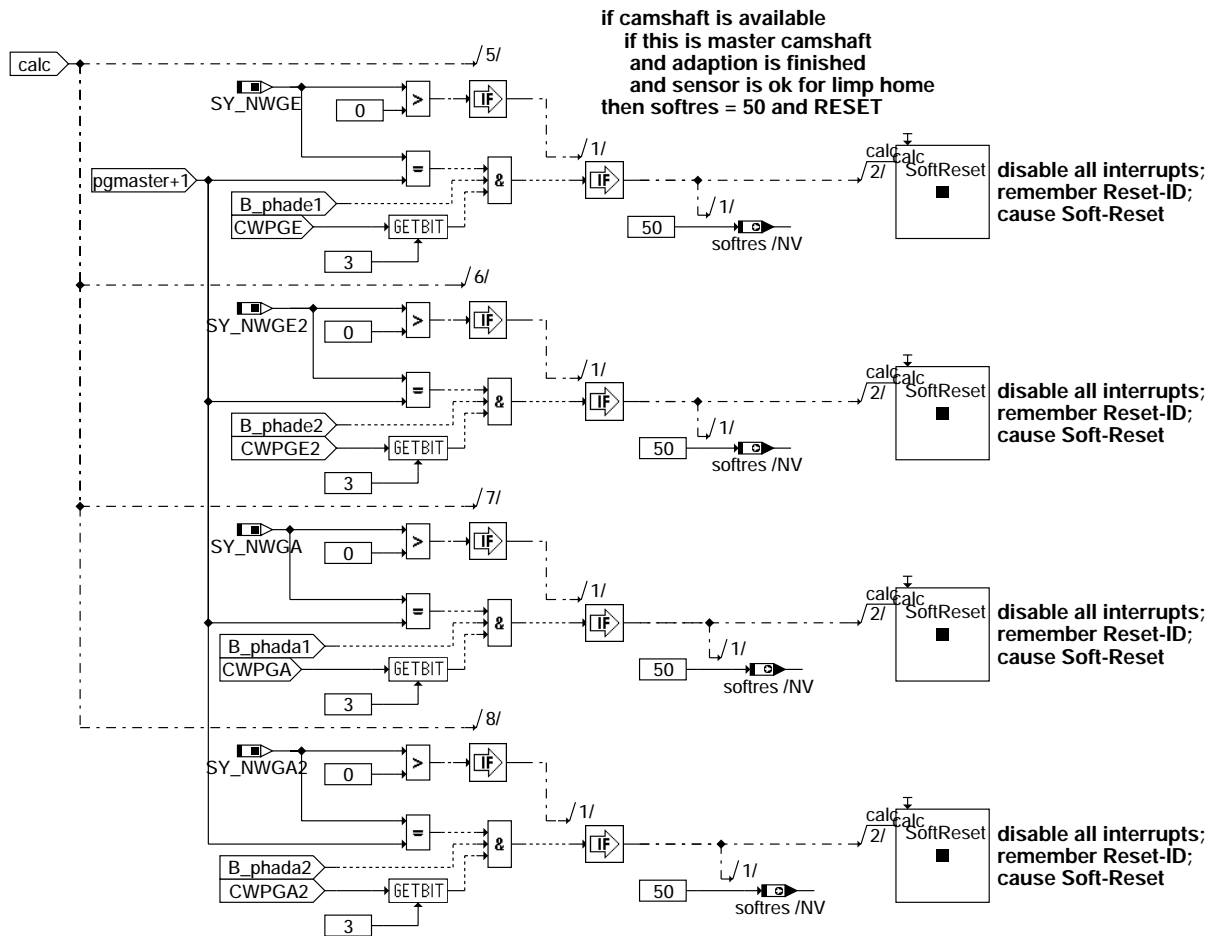 if camshaft is available
if this is master camshaft
and adaption is finished
and sensor is ok for limp home
then softres = 50 and RESET
calc
/5/
SY_NWGE
0
>
IF
/1/
pgmaster+1
=
&
IF
B_phade1
CWPGE
GETBIT
3
/1/
50
softres /NV
calc
2/
calc
SoftReset
disable all interrupts;
remember Reset-ID;
cause Soft-Reset
/6/
SY_NWGE2
0
>
IF
/1/
=
&
IF
B_phade2
CWPGE2
GETBIT
3
/1/
50
softres /NV
calc
2/
calc
SoftReset
disable all interrupts;
remember Reset-ID;
cause Soft-Reset
/7/
SY_NWGA
0
>
IF
/1/
=
&
IF
B_phada1
CWPGA
GETBIT
3
/1/
50
softres /NV
calc
2/
calc
SoftReset
disable all interrupts;
remember Reset-ID;
cause Soft-Reset
/8/
SY_NWGA2
0
>
IF
/1/
=
&
IF
B_phada2
CWPGA2
GETBIT
3
/1/
50
softres /NV
calc
2/
calc
SoftReset
disable all interrupts;
remember Reset-ID;
cause Soft-Reset